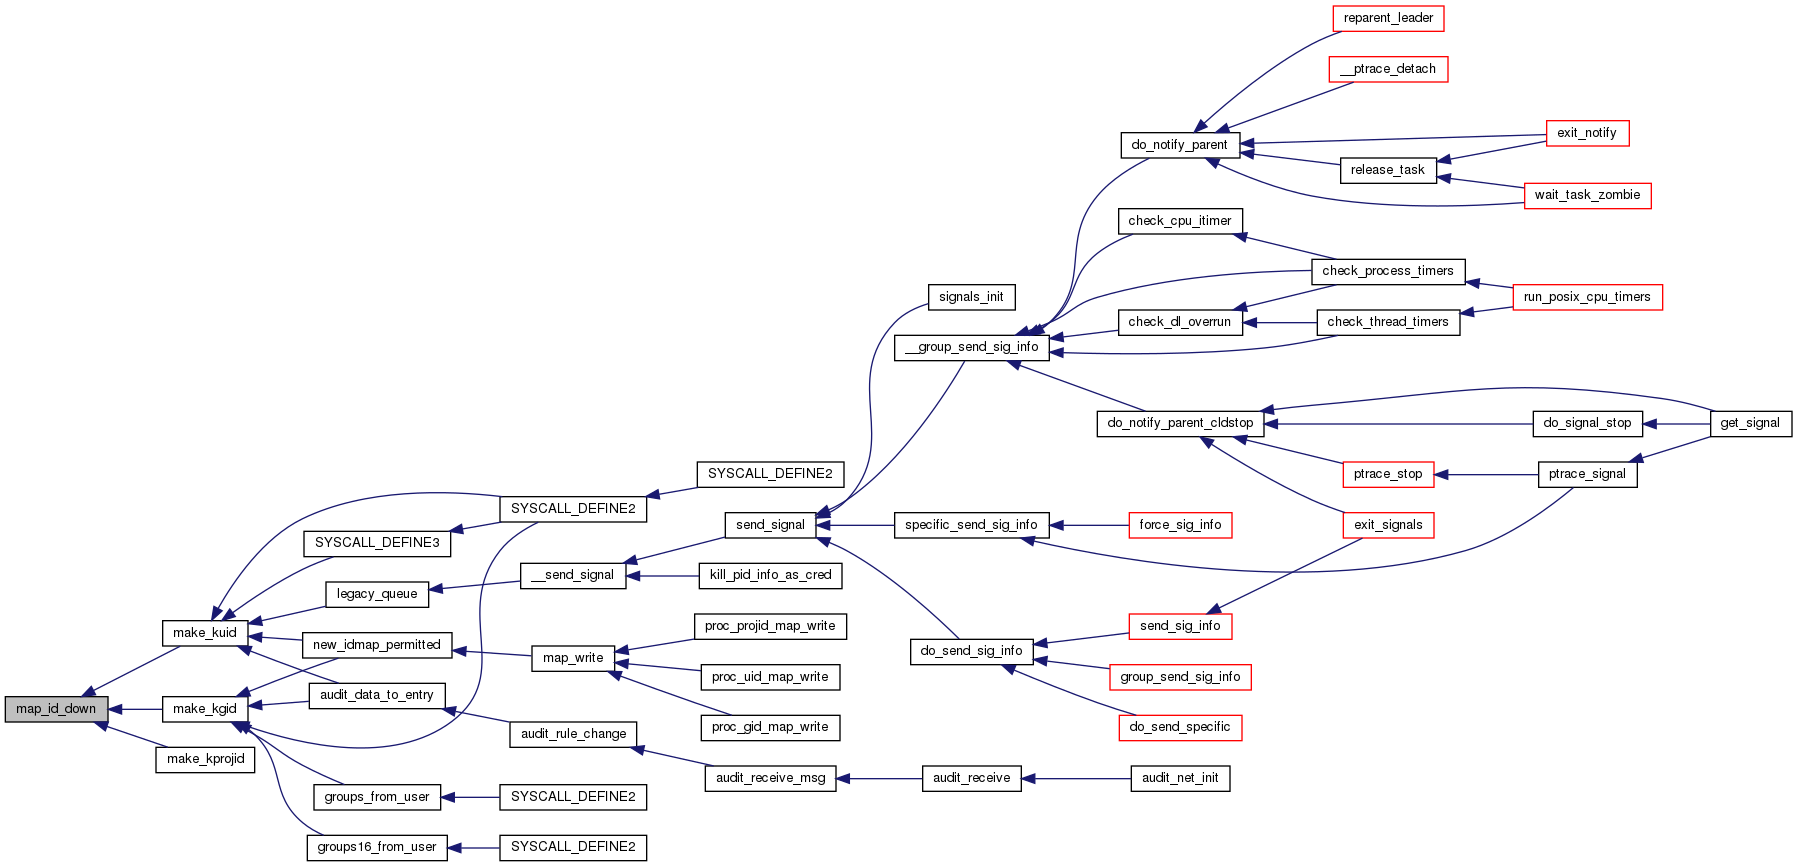 reparent_leader
__ptrace_detach
exit_notify
do_notify_parent
release_task
wait_task_zombie
check_cpu_itimer
check_process_timers
signals_init
run_posix_cpu_timers
check_dl_overrun
check_thread_timers
__group_send_sig_info
do_notify_parent_cldstop
do_signal_stop
get_signal
SYSCALL_DEFINE2
ptrace_stop
ptrace_signal
SYSCALL_DEFINE2
send_signal
specific_send_sig_info
force_sig_info
exit_signals
SYSCALL_DEFINE3
__send_signal
kill_pid_info_as_cred
legacy_queue
make_kuid
proc_projid_map_write
send_sig_info
new_idmap_permitted
map_write
do_send_sig_info
proc_uid_map_write
group_send_sig_info
audit_data_to_entry
map_id_down
make_kgid
proc_gid_map_write
do_send_specific
audit_rule_change
make_kprojid
audit_receive_msg
audit_receive
audit_net_init
groups_from_user
SYSCALL_DEFINE2
groups16_from_user
SYSCALL_DEFINE2